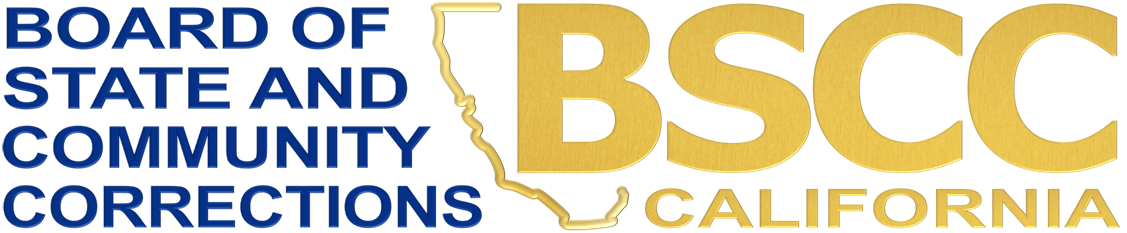 BOARD OF
STATE AND
COMMUNITY
CORRECTIONS
BSCC
CALIFORNIA